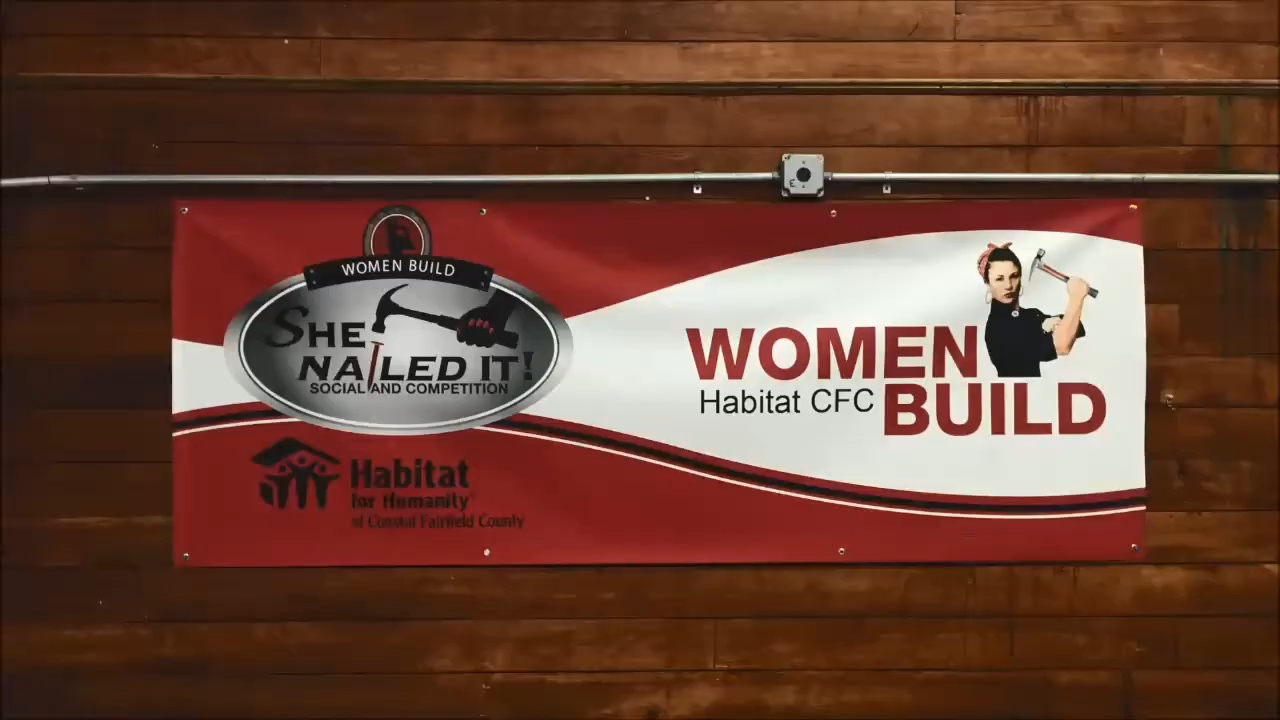 WOMEN BUILD
SHE
NAILED IT!
SOCIAL AND COMPETITION
Habitat
for Humanity®
of Coastal Fairfield County
WOMEN
Habitat CFC
BUILD